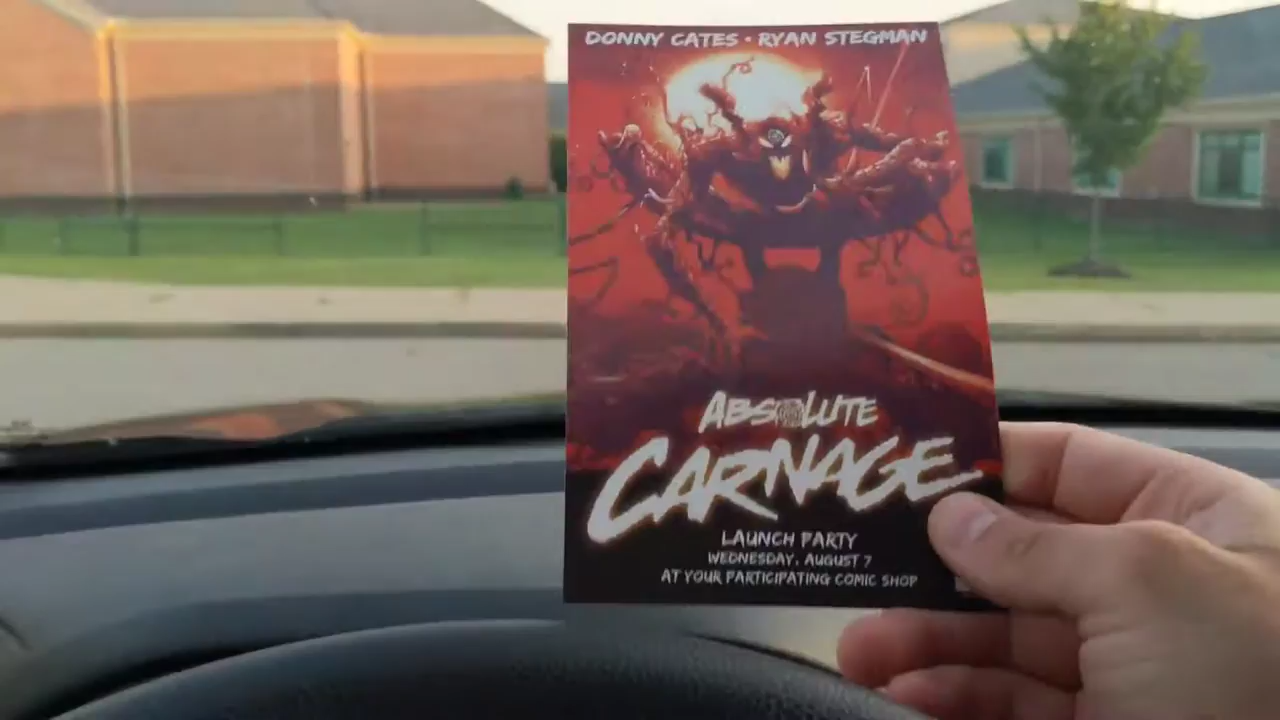 DONNY CATES • RYAN STEGMAN
ABSOLUTE
CARNAGE
LAUNCH PARTY
WEDNESDAY, AUGUST 7
AT YOUR PARTICIPATING COMIC SHOP